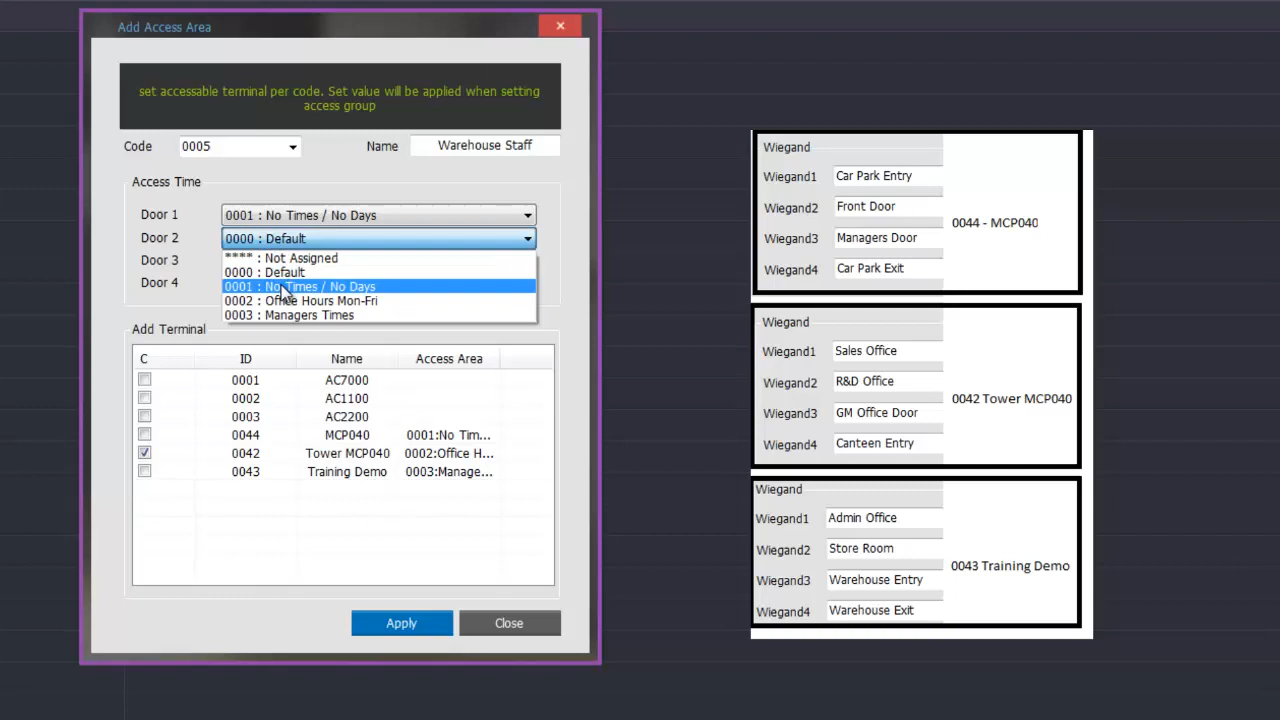 Add Access Area
set accessable terminal per code. Set value will be applied when setting
access group
Code 0005 Name Warehouse Staff
Access Time
Door 1 0001 : No Times / No Days
Door 2 0000 : Default
Door 3
Door 4
**** : Not Assigned
0000 : Default
0001 : No Times / No Days
0002 : Office Hours Mon-Fri
0003 : Managers Times
Add Terminal
C ID Name Access Area
0001 AC7000
0002 AC1100
0003 AC2200
0044 MCP040 0001:No Tim...
0042 Tower MCP040 0002:Office H...
0043 Training Demo 0003:Manage...
Apply Close
Wiegand
Wiegand1 Car Park Entry
Wiegand2 Front Door
Wiegand3 Managers Door
Wiegand4 Car Park Exit
0044 - MCP040
Wiegand
Wiegand1 Sales Office
Wiegand2 R&D Office
Wiegand3 GM Office Door
Wiegand4 Canteen Entry
0042 Tower MCP040
Wiegand
Wiegand1 Admin Office
Wiegand2 Store Room
Wiegand3 Warehouse Entry
Wiegand4 Warehouse Exit
0043 Training Demo